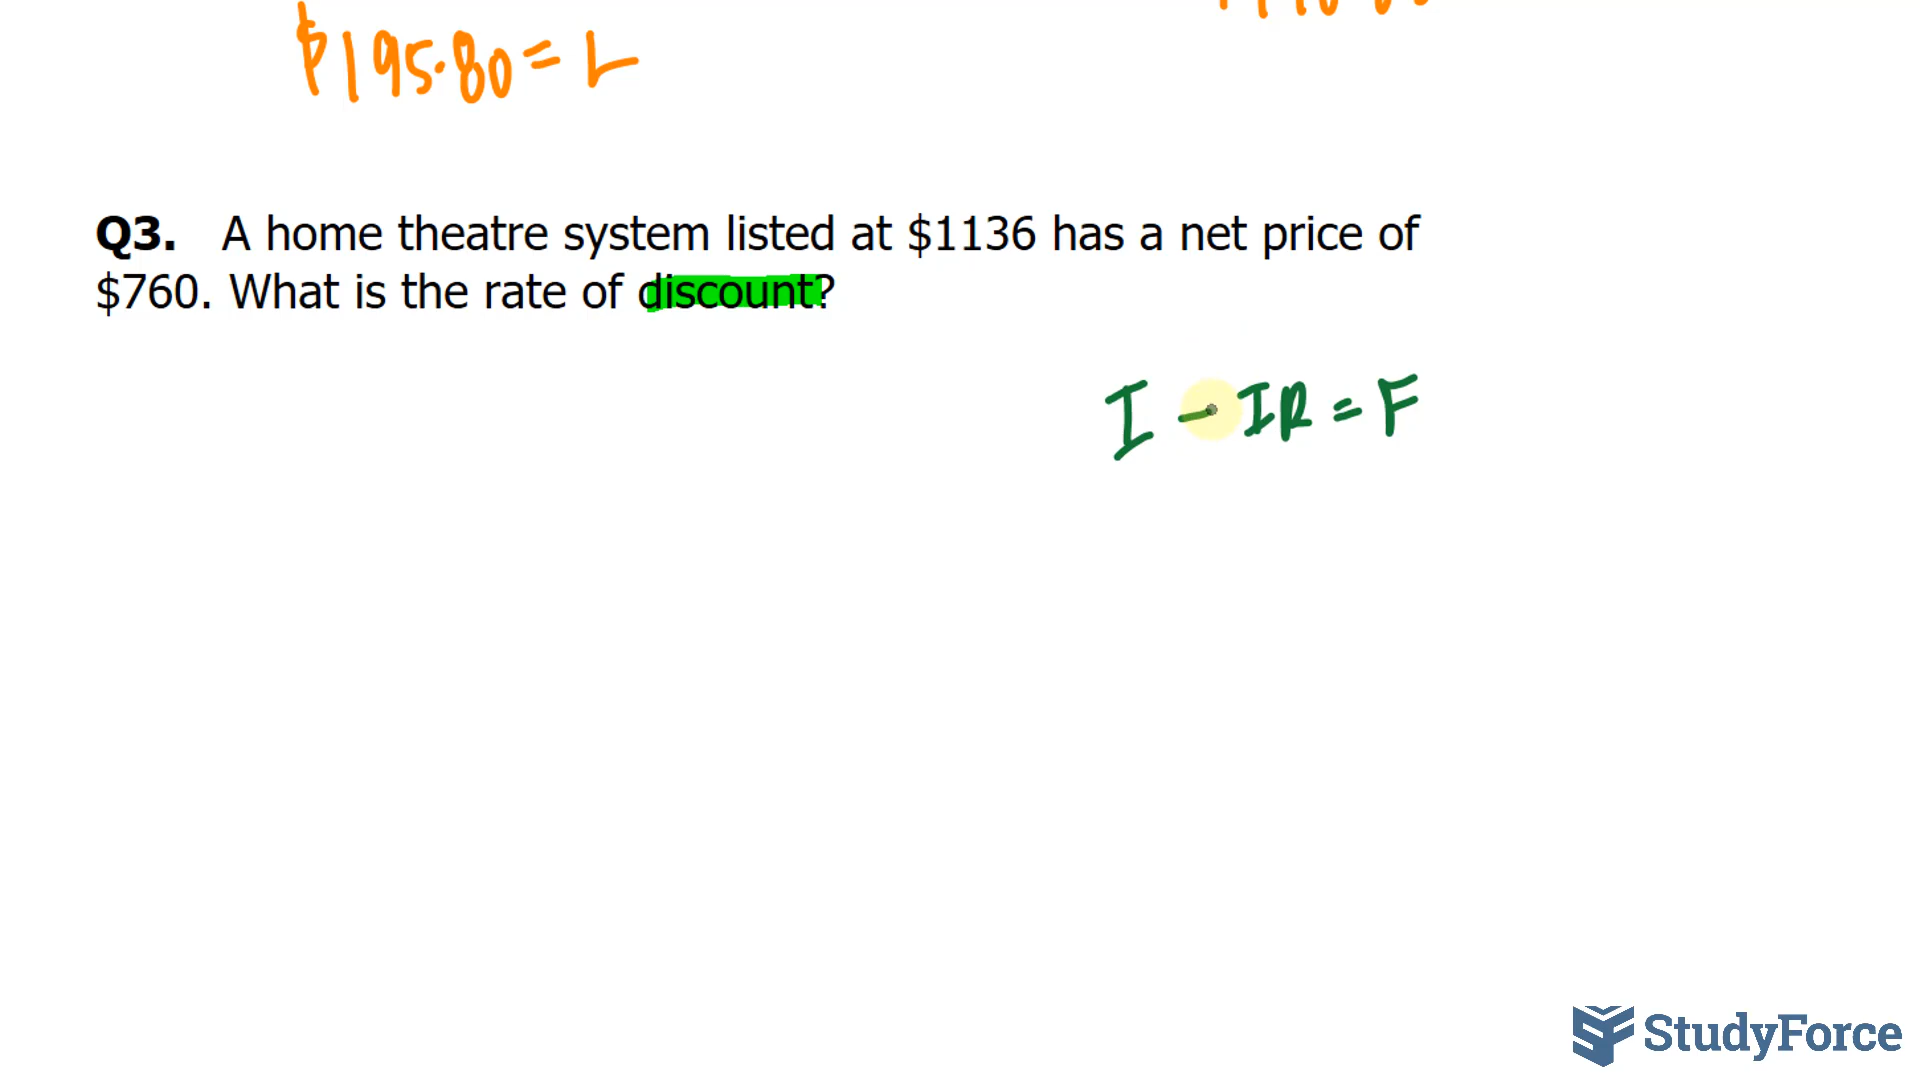 $195.80 = L
Q3. A home theatre system listed at $1136 has a net price of
$760. What is the rate of discount?
I - IR = F
StudyForce